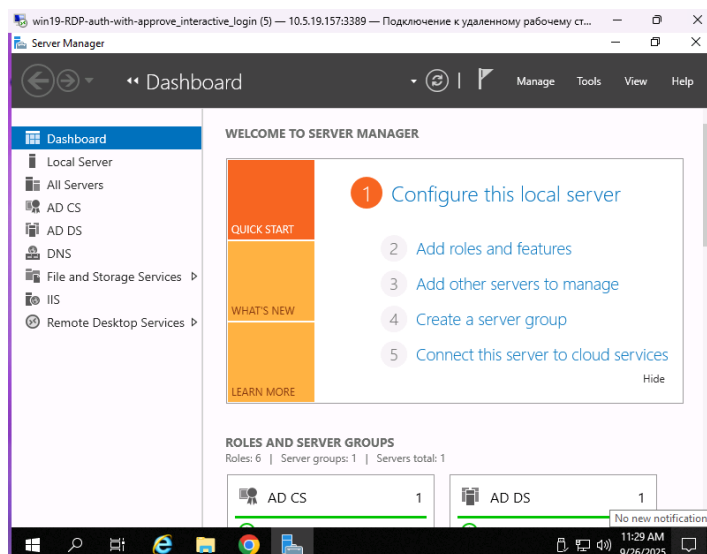 win19-RDP-auth-with-approve_interactive_login (5) — 10.5.19.157:3389 — Подключение к удаленному рабочему ст...
Server Manager
Dashboard
Manage Tools View Help
Dashboard
Local Server
All Servers
AD CS
AD DS
DNS
File and Storage Services
IIS
Remote Desktop Services
WELCOME TO SERVER MANAGER
QUICK START
WHAT'S NEW
LEARN MORE
1 Configure this local server
2 Add roles and features
3 Add other servers to manage
4 Create a server group
5 Connect this server to cloud services
Hide
ROLES AND SERVER GROUPS
Roles: 6 | Server groups: 1 | Servers total: 1
AD CS 1
AD DS 1
No new notification
11:29 AM
9/26/2025